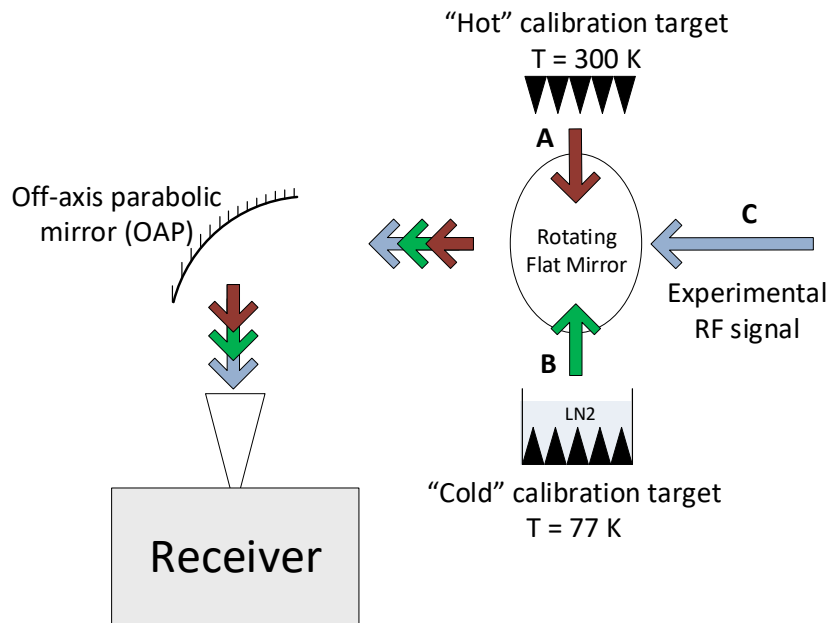 “Hot” calibration target
T = 300 K
A
Off-axis parabolic
mirror (OAP)
Rotating
Flat Mirror
C
Experimental
RF signal
B
LN2
“Cold” calibration target
T = 77 K
Receiver